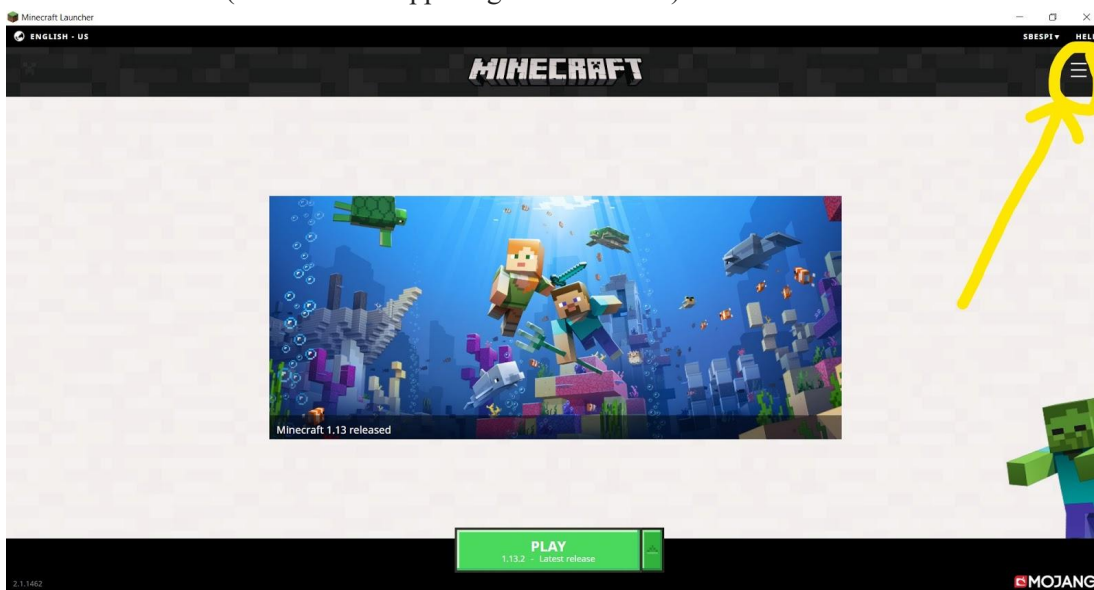 Minecraft Launcher
ENGLISH - US
SBESPI HELP
MINECRAFT
Minecraft 1.13 released
PLAY
1.13.2 - Latest release
2.1.1462
MOJANG